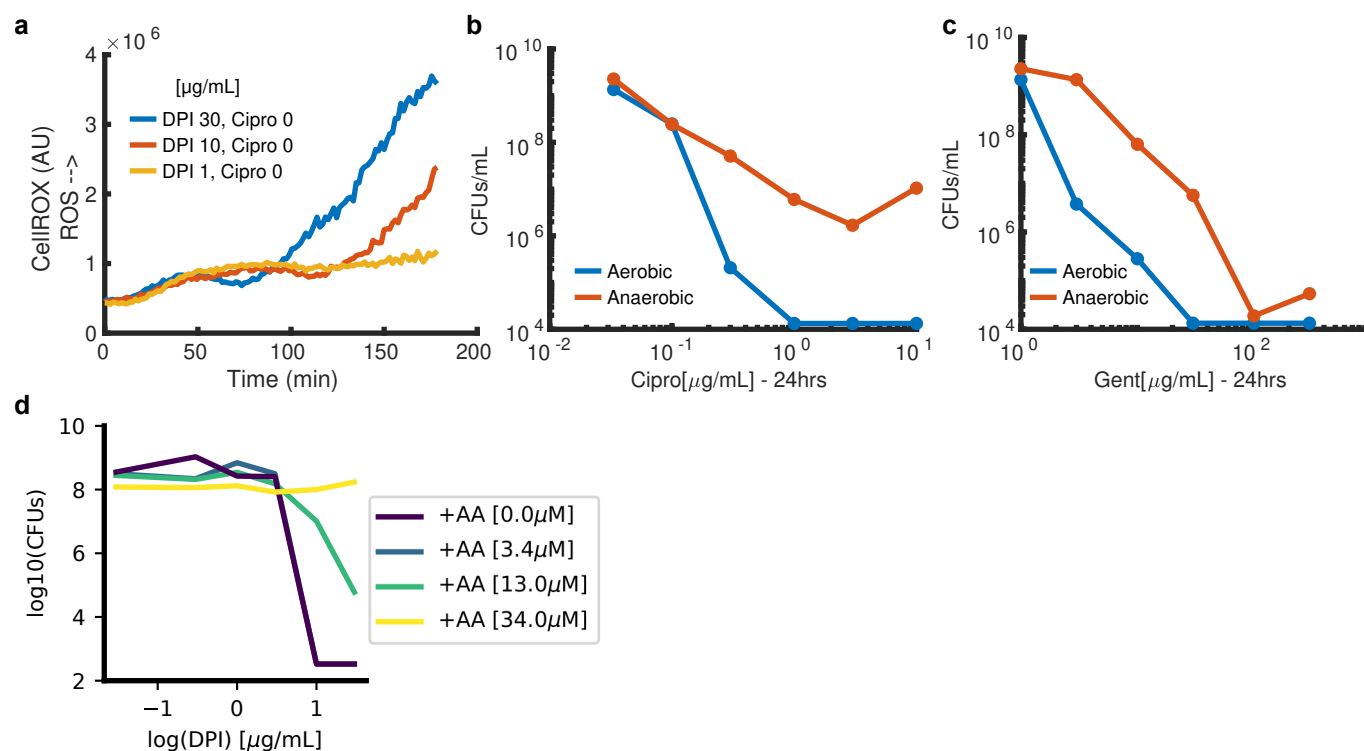 a
× 10 6
4
3
2
1
0
CellROX (AU)
ROS -->
[µg/mL]
DPI 30, Cipro 0
DPI 10, Cipro 0
DPI 1, Cipro 0
0 50 100 150 200
Time (min)
b
10 10
10 8
10 6
10 4
CFUs/mL
Aerobic
Anaerobic
10 -2 10 -1 10 0 10 1
Cipro[µg/mL] - 24hrs
c
10 10
10 8
10 6
10 4
CFUs/mL
Aerobic
Anaerobic
10 0 10 2
Gent[µg/mL] - 24hrs
d
10
8
6
4
2
log10(CFUs)
−1 0 1
log(DPI) [µg/mL]
+AA [0.0µM]
+AA [3.4µM]
+AA [13.0µM]
+AA [34.0µM]